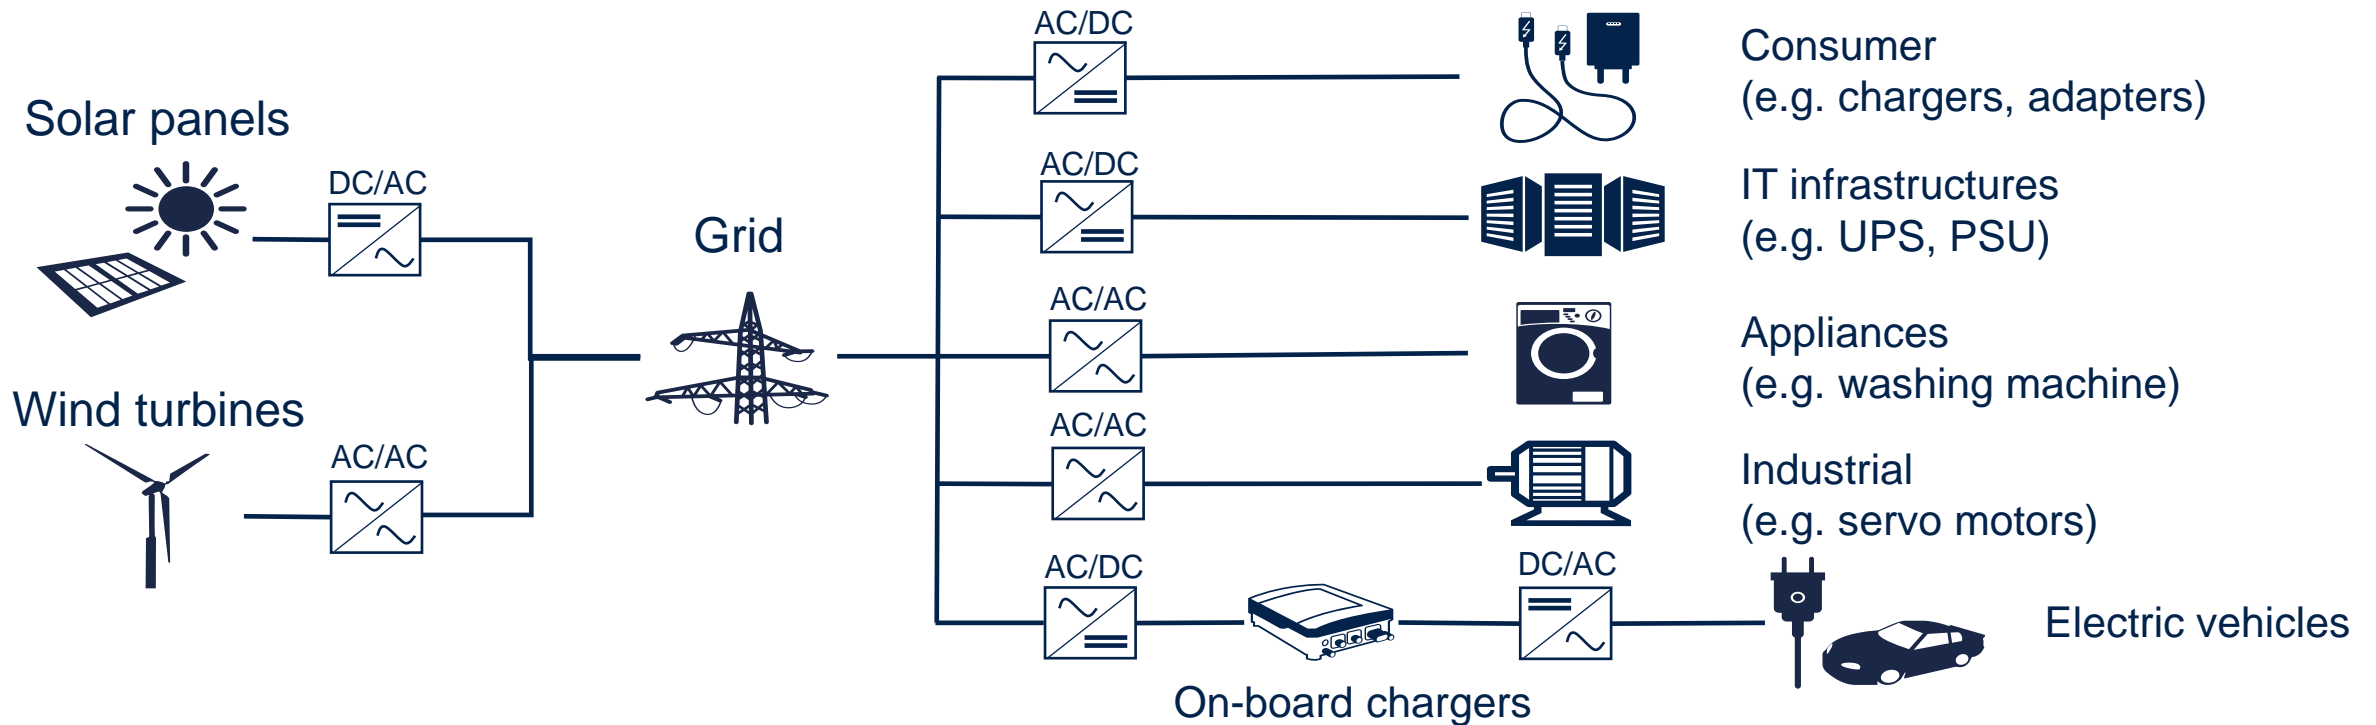 Solar panels
DC/AC
Wind turbines
AC/AC
Grid
AC/DC
Consumer
(e.g. chargers, adapters)
AC/DC
IT infrastructures
(e.g. UPS, PSU)
AC/AC
Appliances
(e.g. washing machine)
AC/AC
Industrial
(e.g. servo motors)
AC/DC
On-board chargers
DC/AC
Electric vehicles